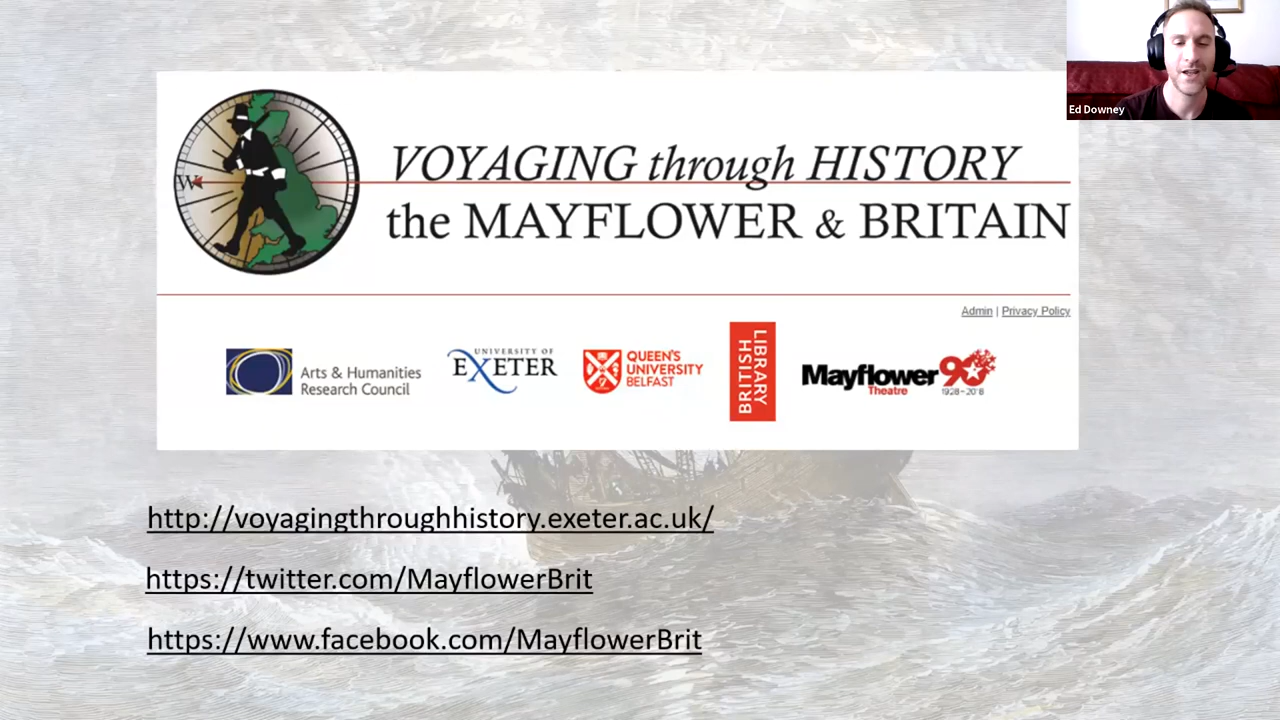 Ed Downey
W
VOYAGING through HISTORY
the MAYFLOWER & BRITAIN
Admin | Privacy Policy
Arts & Humanities
Research Council
UNIVERSITY OF
EXETER
QUEEN'S
UNIVERSITY
BELFAST
LIBRARY
BRITISH
Mayflower 90
Theatre
1928-2018
http://voyagingthroughhistory.exeter.ac.uk/
https://twitter.com/MayflowerBrit
https://www.facebook.com/MayflowerBrit